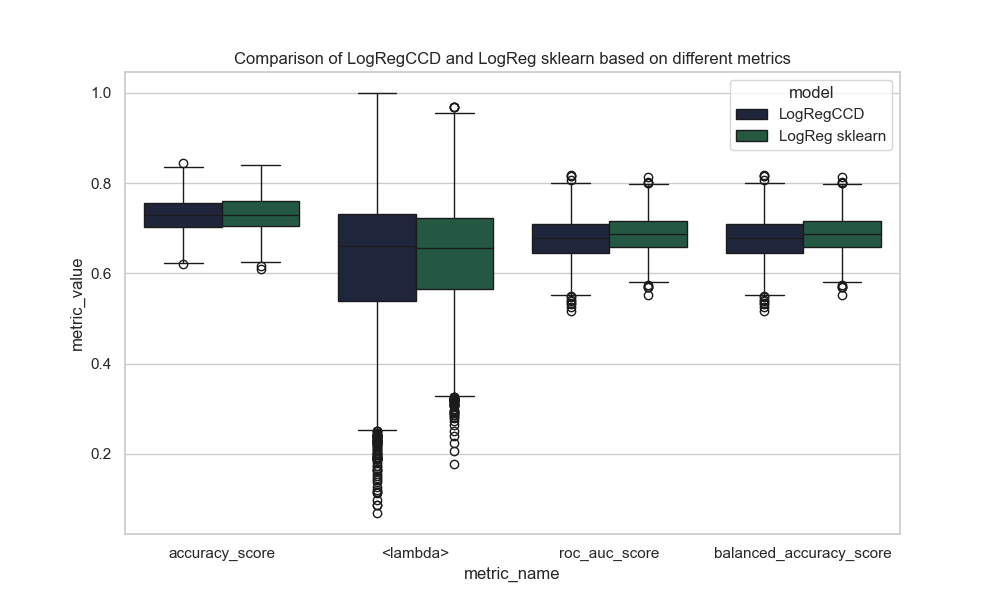 Comparison of LogRegCCD and LogReg sklearn based on different metrics
model
LogRegCCD
LogReg sklearn
metric_value
1.0
0.8
0.6
0.4
0.2
accuracy_score
<lambda>
roc_auc_score
balanced_accuracy_score
metric_name